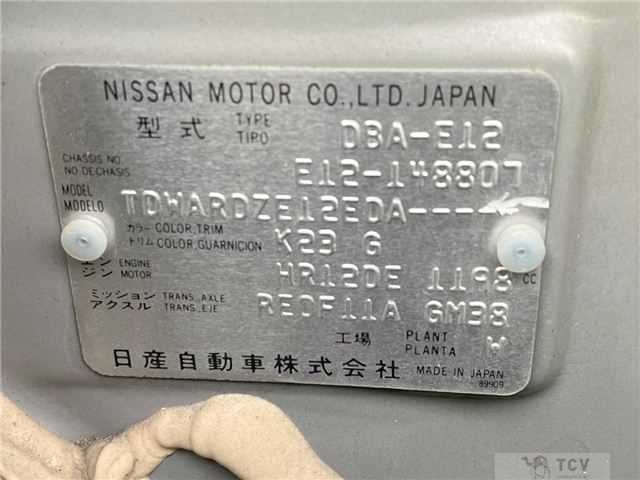 NISSAN MOTOR CO.,LTD. JAPAN
型式 TYPE TIPO DBA-E12
CHASSIS NO. NO.DE CHASIS E12-148807
MODEL MODELO TDWARDZE12EDA-----
カラー COLOR,TRIM トリム COLOR,GUARNICION K23 G
エンジン ENGINE MOTOR HR12DE 1198 CC
ミッション TRANS.,AXLE アクスル TRANS.,EJE RE0F11A GM38
工場 PLANT PLANTA W
日産自動車株式会社 MADE IN JAPAN
89909
TCV